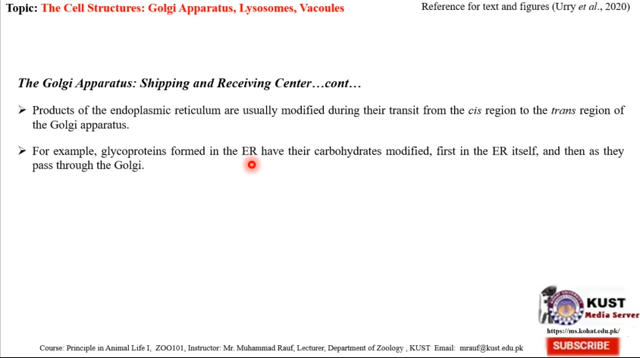 Topic: The Cell Structures: Golgi Apparatus, Lysosomes, Vacoules
Reference for text and figures (Urry et al., 2020)
The Golgi Apparatus: Shipping and Receiving Center…cont…
➢ Products of the endoplasmic reticulum are usually modified during their transit from the cis region to the trans region of
the Golgi apparatus.
➢ For example, glycoproteins formed in the ER have their carbohydrates modified, first in the ER itself, and then as they
pass through the Golgi.
KUST
Media Server
https://ms.kohat.edu.pk/
SUBSCRIBE
Course: Principle in Animal Life I, ZOO101, Instructor: Mr. Muhammad Rauf, Lecturer, Department of Zoology , KUST Email: mrauf@kust.edu.pk